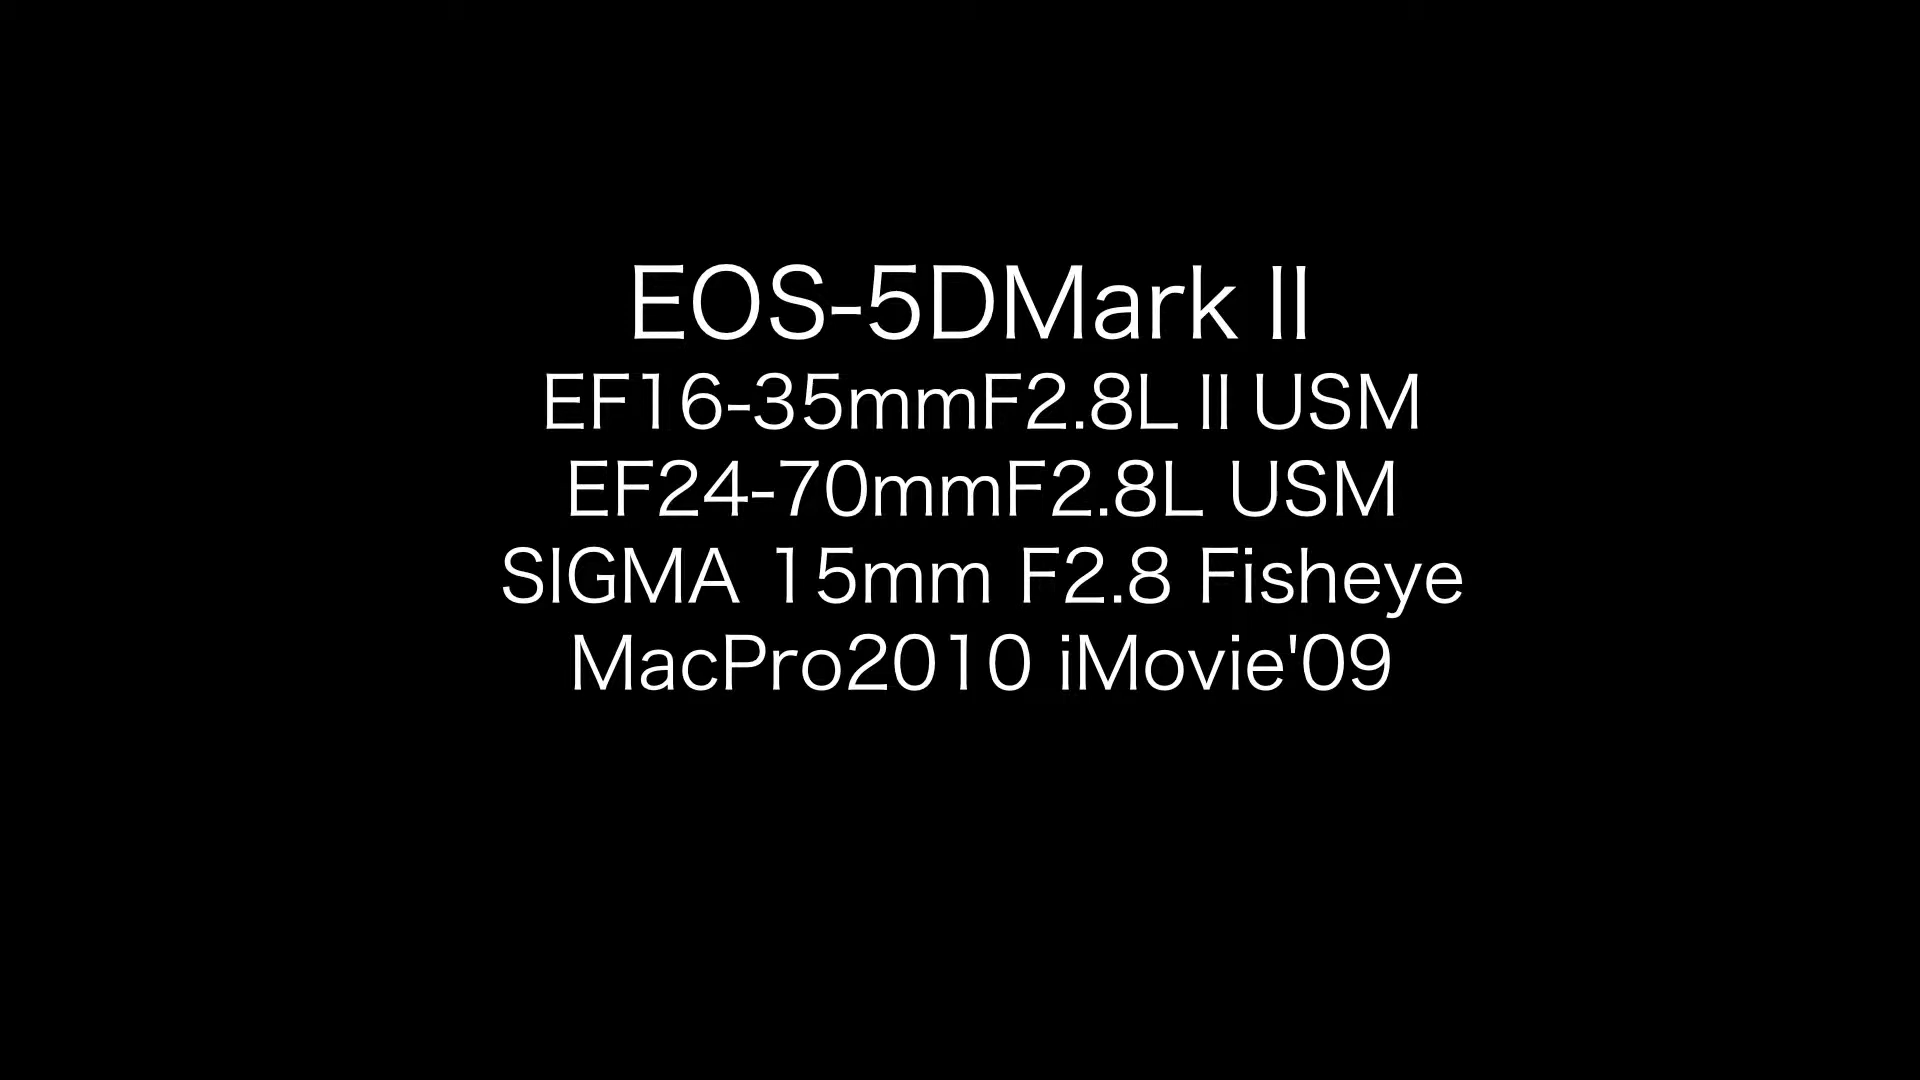 EOS-5DMark II
EF16-35mmF2.8L II USM
EF24-70mmF2.8L USM
SIGMA 15mm F2.8 Fisheye
MacPro2010 iMovie'09